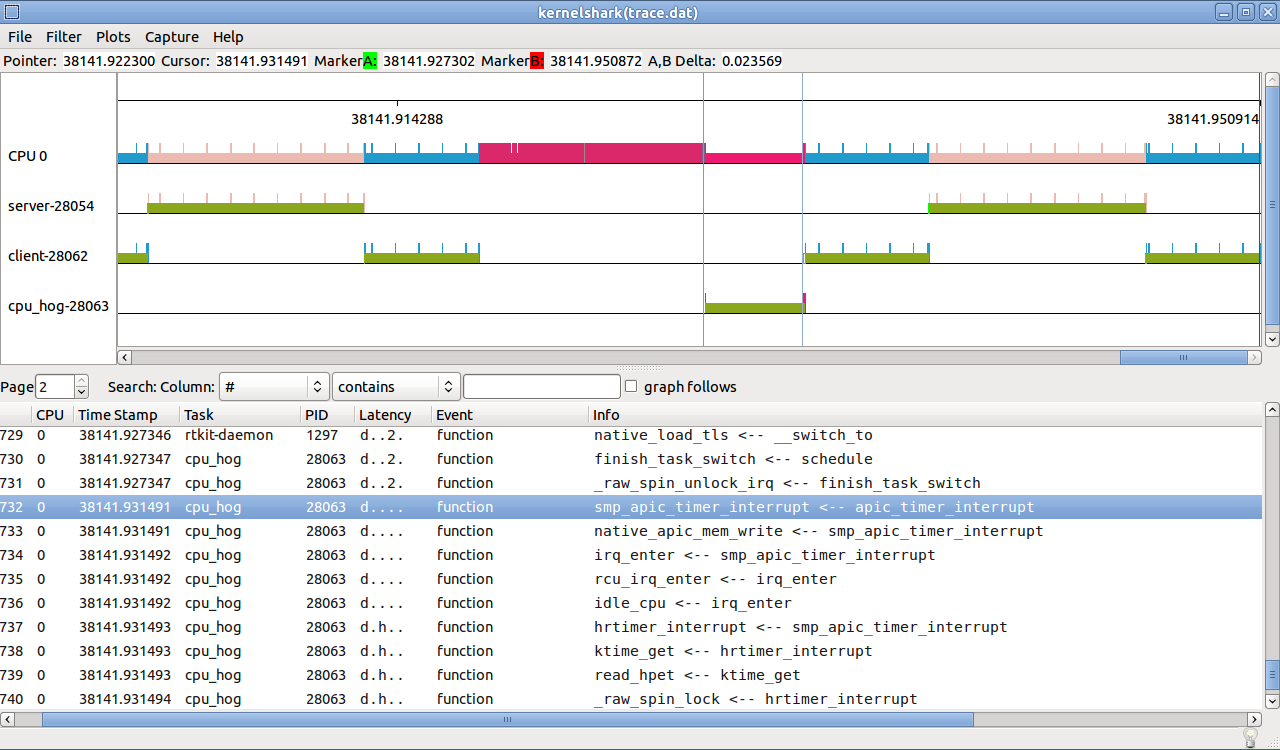 kernelshark(trace.dat)
File Filter Plots Capture Help
Pointer: 38141.922300 Cursor: 38141.931491 MarkerA: 38141.927302 MarkerB: 38141.950872 A,B Delta: 0.023569
38141.914288 38141.950914
CPU 0
server-28054
client-28062
cpu_hog-28063
Page 2 Search: Column: # contains graph follows
CPU Time Stamp Task PID Latency Event Info
729 0 38141.927346 rtkit-daemon 1297 d..2. function native_load_tls <-- __switch_to
730 0 38141.927347 cpu_hog 28063 d..2. function finish_task_switch <-- schedule
731 0 38141.927347 cpu_hog 28063 d..2. function _raw_spin_unlock_irq <-- finish_task_switch
732 0 38141.931491 cpu_hog 28063 d.... function smp_apic_timer_interrupt <-- apic_timer_interrupt
733 0 38141.931491 cpu_hog 28063 d.... function native_apic_mem_write <-- smp_apic_timer_interrupt
734 0 38141.931492 cpu_hog 28063 d.... function irq_enter <-- smp_apic_timer_interrupt
735 0 38141.931492 cpu_hog 28063 d.... function rcu_irq_enter <-- irq_enter
736 0 38141.931492 cpu_hog 28063 d.... function idle_cpu <-- irq_enter
737 0 38141.931493 cpu_hog 28063 d.h.. function hrtimer_interrupt <-- smp_apic_timer_interrupt
738 0 38141.931493 cpu_hog 28063 d.h.. function ktime_get <-- hrtimer_interrupt
739 0 38141.931493 cpu_hog 28063 d.h.. function read_hpet <-- ktime_get
740 0 38141.931494 cpu_hog 28063 d.h.. function _raw_spin_lock <-- hrtimer_interrupt